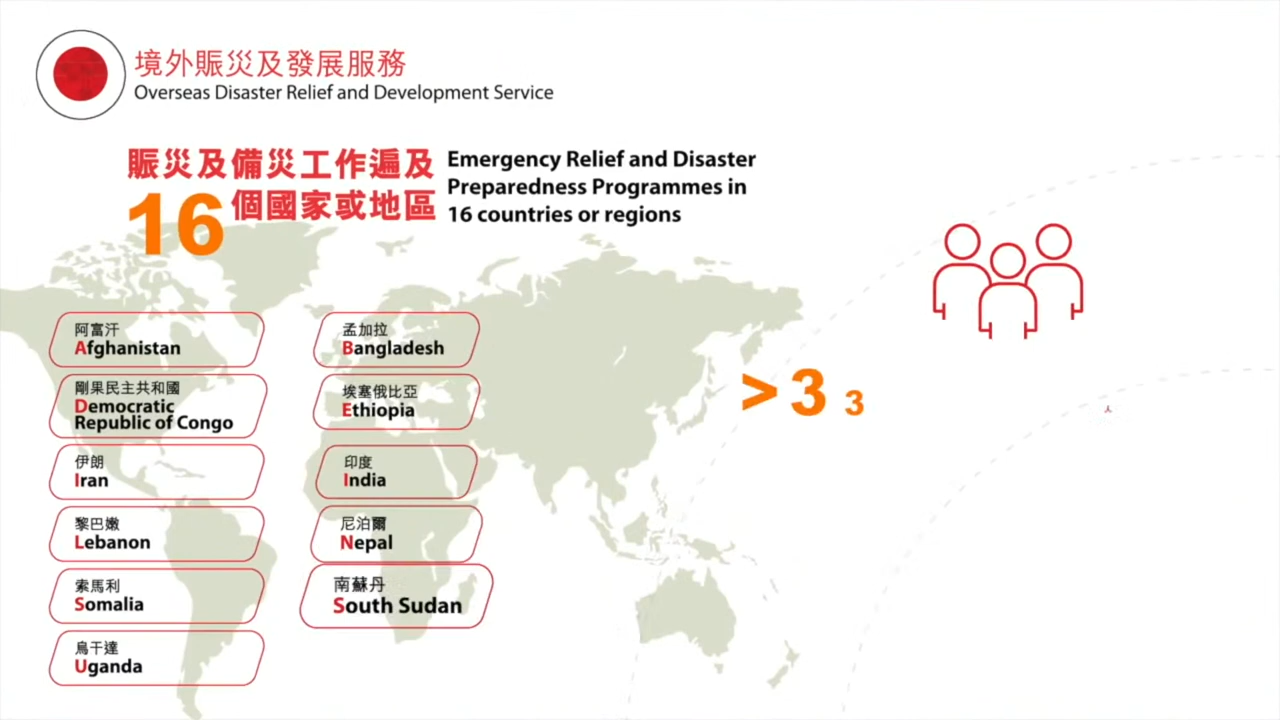 境外賑災及發展服務
Overseas Disaster Relief and Development Service
賑災及備災工作遍及
16個國家或地區
Emergency Relief and Disaster
Preparedness Programmes in
16 countries or regions
阿富汗
Afghanistan
孟加拉
Bangladesh
剛果民主共和國
Democratic
Republic of Congo
埃塞俄比亞
Ethiopia
伊朗
Iran
印度
India
黎巴嫩
Lebanon
尼泊爾
Nepal
索馬利
Somalia
南蘇丹
South Sudan
烏干達
Uganda
>3 3